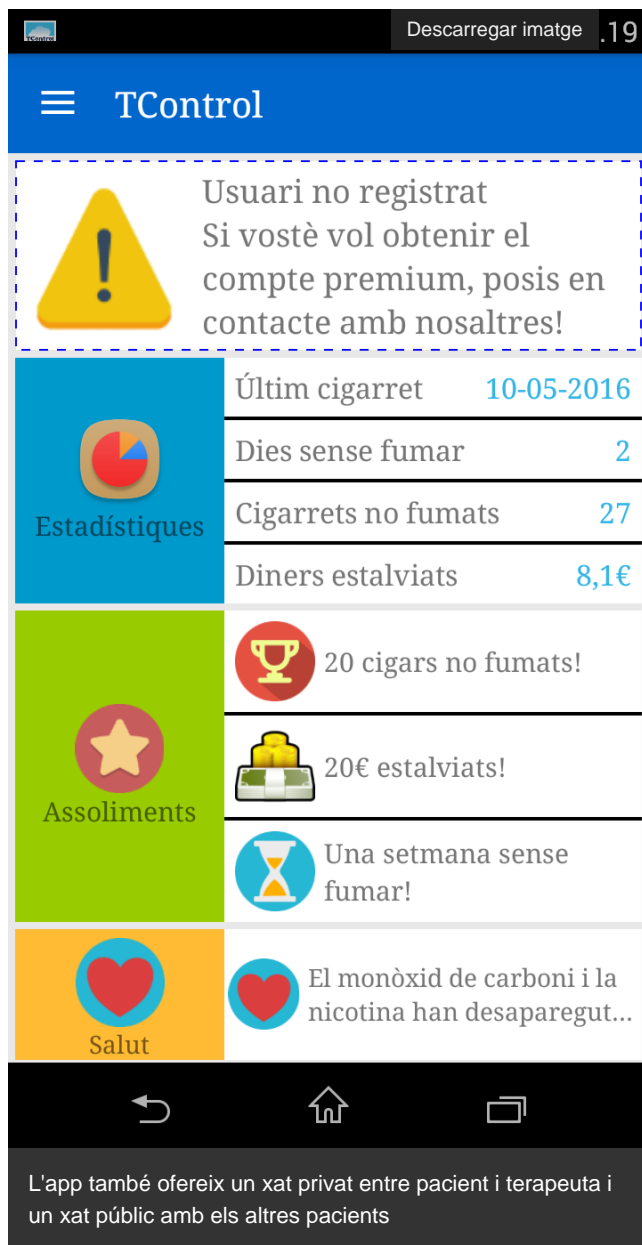 TControl
Descarregar imatge
.19
TControl
Usuari no registrat
Si vostè vol obtenir el
compte premium, posis en
contacte amb nosaltres!
Estadístiques
Últim cigarret 10-05-2016
Dies sense fumar 2
Cigarrets no fumats 27
Diners estalviats 8,1€
Assoliments
20 cigars no fumats!
20€ estalviats!
Una setmana sense
fumar!
Salut
El monòxid de carboni i la
nicotina han desaparegut...
L'app també ofereix un xat privat entre pacient i terapeuta i
un xat públic amb els altres pacients